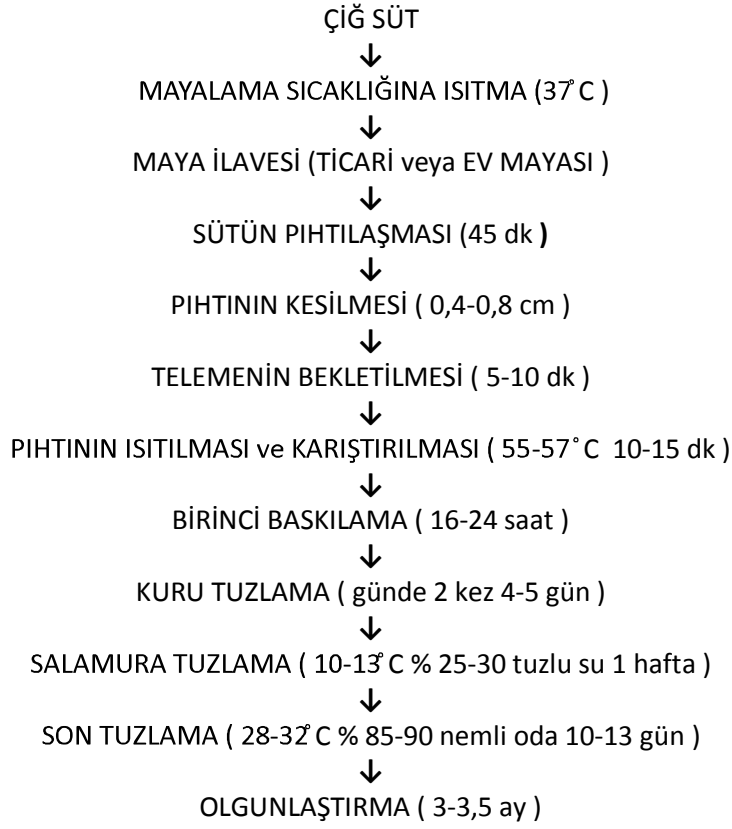 ÇİĞ SÜT
↓
MAYALAMA SICAKLIĞINA ISITMA (37°C )
↓
MAYA İLAVESİ (TİCARİ veya EV MAYASI )
↓
SÜTÜN PIHTILAŞMASI (45 dk )
↓
PIHTININ KESİLMESİ ( 0,4-0,8 cm )
↓
TELEMENİN BEKLETİLMESİ ( 5-10 dk )
↓
PIHTININ ISITILMASI ve KARIŞTIRILMASI ( 55-57°C 10-15 dk )
↓
BİRİNCİ BASKILAMA ( 16-24 saat )
↓
KURU TUZLAMA ( günde 2 kez 4-5 gün )
↓
SALAMURA TUZLAMA ( 10-13°C % 25-30 tuzlu su 1 hafta )
↓
SON TUZLAMA ( 28-32°C % 85-90 nemli oda 10-13 gün )
↓
OLGUNLAŞTIRMA ( 3-3,5 ay )